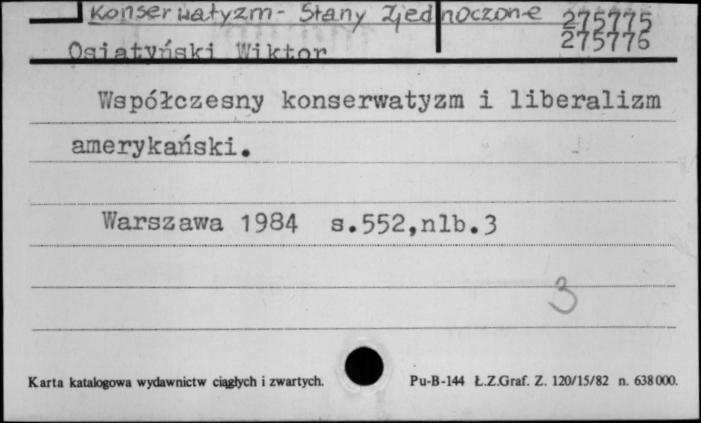 Konserwatyzm - Stany Zjednoczone 275775
275776
Osiatyński Wiktor
Współczesny konserwatyzm i liberalizm
amerykański.
Warszawa 1984 s.552,nlb.3
3
Karta katalogowa wydawnictw ciągłych i zwartych. Pu-B-144 Ł.Z.Graf. Z. 120/15/82 n. 638000.